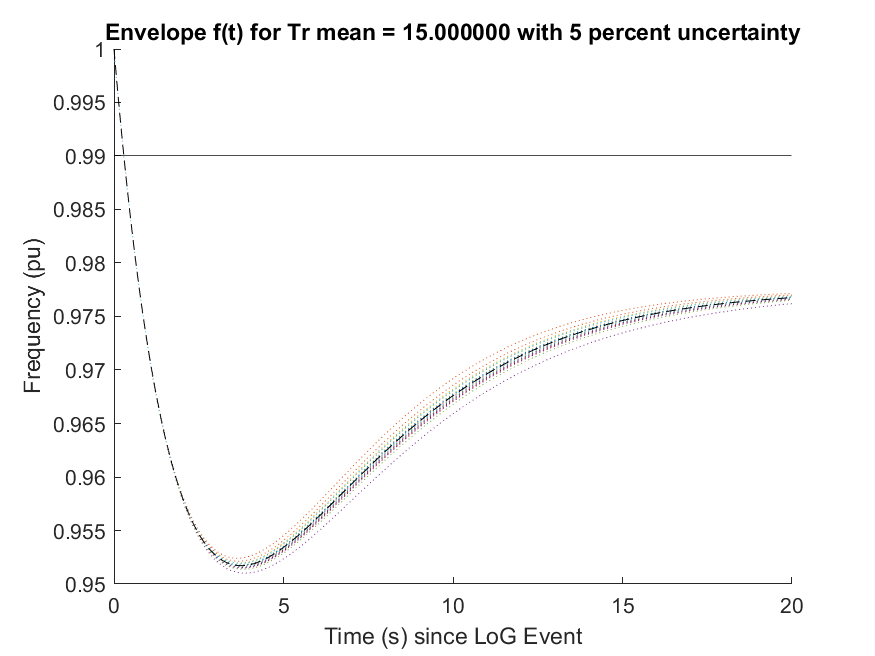 Envelope f(t) for Tr mean = 15.000000 with 5 percent uncertainty
1
0.995
0.99
0.985
0.98
0.975
0.97
0.965
0.96
0.955
0.95
Frequency (pu)
0 5 10 15 20
Time (s) since LoG Event